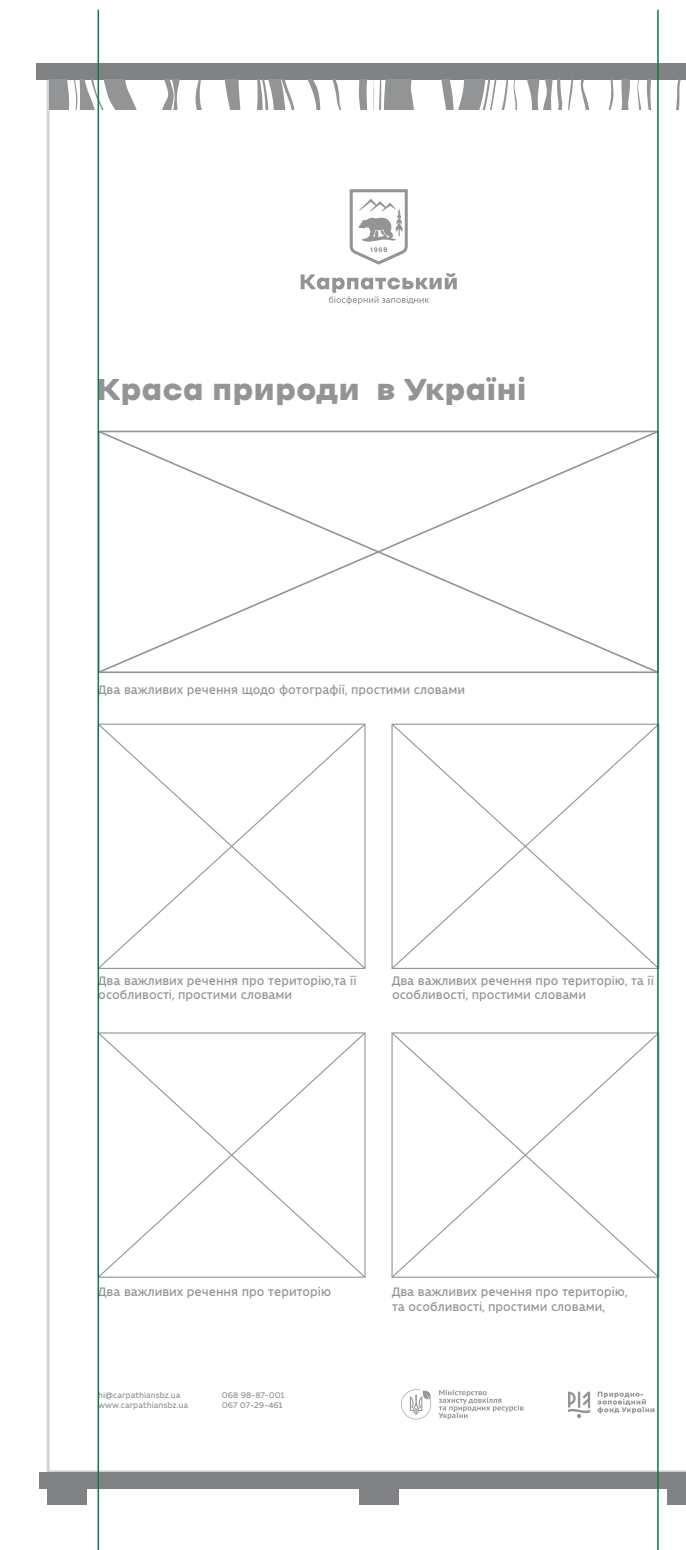 1968
Карпатський
біосферний заповідник
Краса природи в Україні
Два важливих речення щодо фотографії, простими словами
Два важливих речення про територію,та її
особливості, простими словами
Два важливих речення про територію, та її
особливості, простими словами
Два важливих речення про територію
Два важливих речення про територію,
та особливості, простими словами,
hi@carpathiansbz.ua
www.carpathiansbz.ua
068 98-87-001
067 07-29-461
Міністерство
захисту довкілля
та природних ресурсів
України
Природно-
заповідний
фонд України